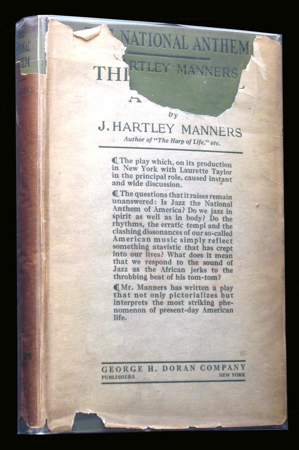 NATIONAL ANTHEM
HARTLEY MANNERS
TH
by
J. HARTLEY MANNERS
Author of "The Harp of Life," etc.
¶ The play which, on its production
in New York with Laurette Taylor
in the principal role, caused instant
and wide discussion.
¶ The questions that it raises remain
unanswered: Is Jazz the National
Anthem of America? Do we jazz in
spirit as well as in body? Do the
rhythms, the erratic tempi and the
clashing dissonances of our so-called
American music simply reflect
something atavistic that has crept
into our lives? What does it mean
that we respond to the sound of
Jazz as the African jerks to the
throbbing beat of his tom-tom?
¶ Mr. Manners has written a play
that not only pictorializes but
interprets the most striking phe-
nomenon of present-day American
life.
GEORGE H. DORAN COMPANY
PUBLISHERS NEW YORK